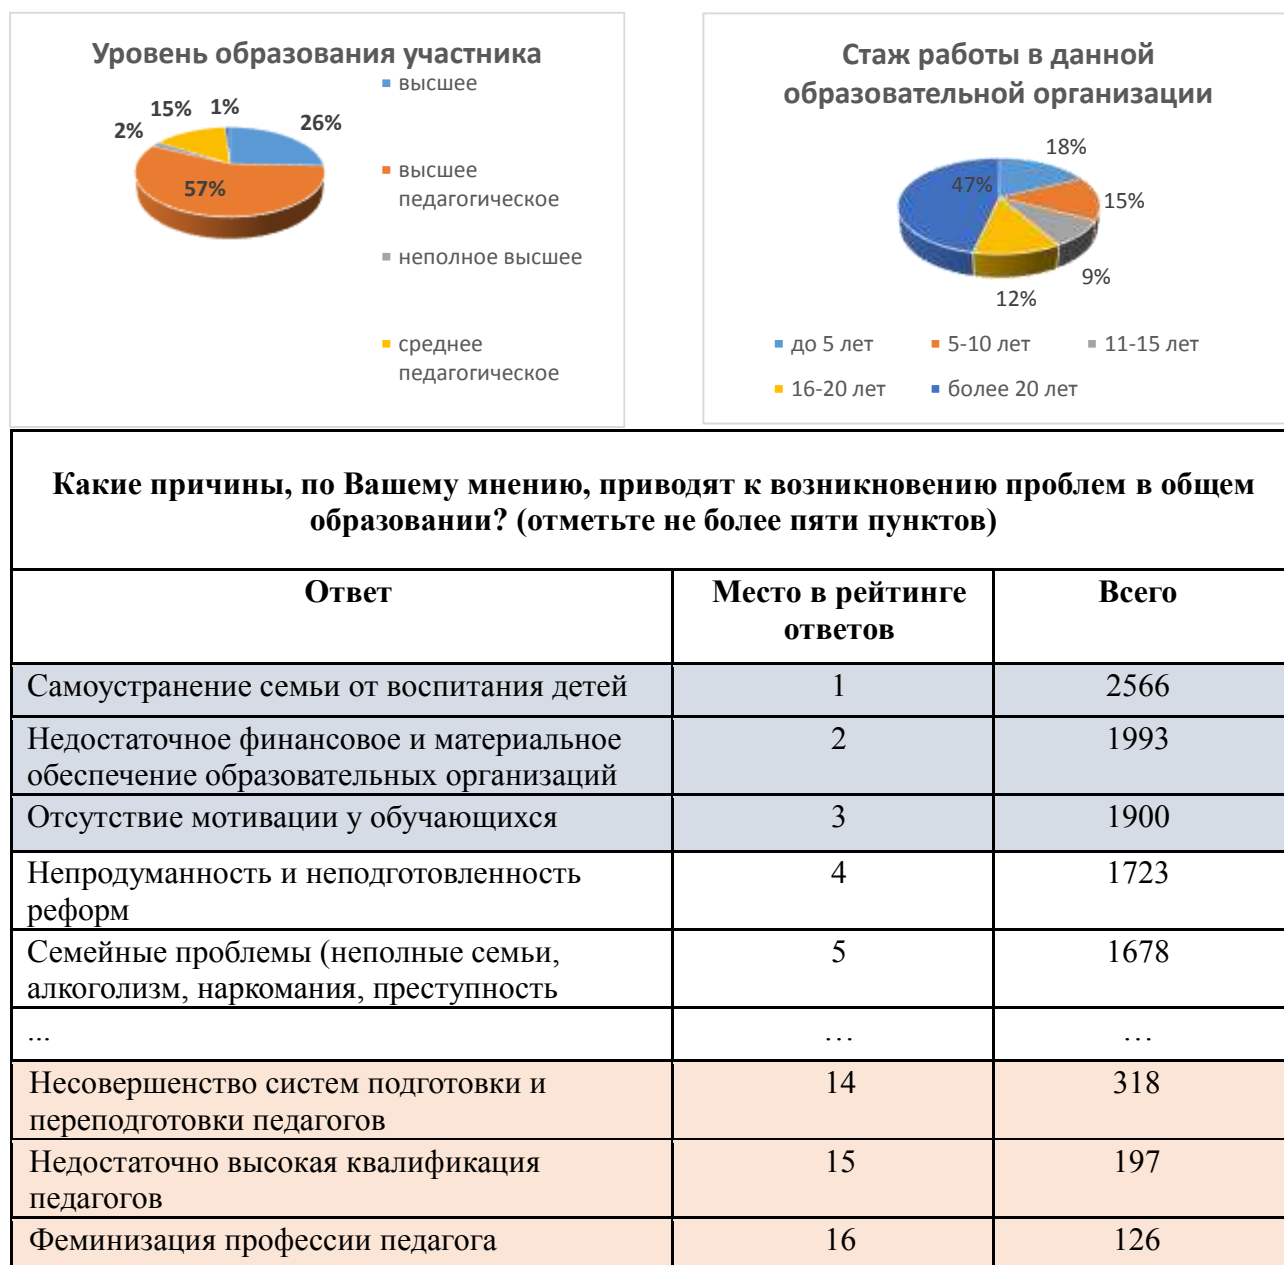 Уровень образования участника
15% 1%
2%
26%
57%
высшее
высшее
педагогическое
неполное высшее
среднее
педагогическое
Стаж работы в данной
образовательной организации
18%
47%
15%
9%
12%
до 5 лет 5-10 лет 11-15 лет
16-20 лет более 20 лет
Какие причины, по Вашему мнению, приводят к возникновению проблем в общем
образовании? (отметьте не более пяти пунктов)
Ответ Место в рейтинге Всего
ответов
Самоустранение семьи от воспитания детей 1 2566
Недостаточное финансовое и материальное 2 1993
обеспечение образовательных организаций
Отсутствие мотивации у обучающихся 3 1900
Непродуманность и неподготовленность 4 1723
реформ
Семейные проблемы (неполные семьи, 5 1678
алкоголизм, наркомания, преступность
... … …
Несовершенство систем подготовки и 14 318
переподготовки педагогов
Недостаточно высокая квалификация 15 197
педагогов
Феминизация профессии педагога 16 126